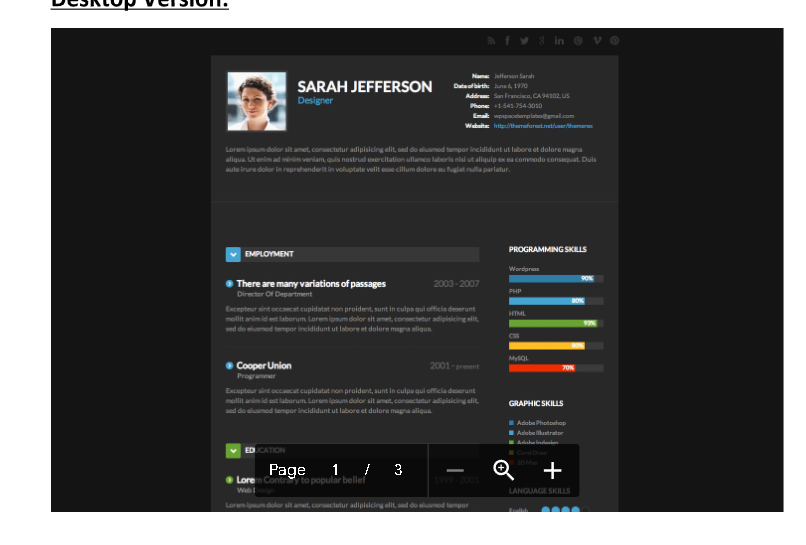 Desktop Version:
SARAH JEFFERSON
Designer
Name: Jefferson Sarah
Date of birth: June 6, 1970
Address: San Francisco, CA 94102, US
Phone: +1-541-754-3010
Email: wpspacetemplates@gmail.com
Website: http://themeforest.net/user/themerex
Lorem ipsum dolor sit amet, consectetur adipisicing elit, sed do eiusmod tempor incididunt ut labore et dolore magna
aliqua. Ut enim ad minim veniam, quis nostrud exercitation ullamco laboris nisi ut aliquip ex ea commodo consequat. Duis
aute irure dolor in reprehenderit in voluptate velit esse cillum dolore eu fugiat nulla pariatur.
EMPLOYMENT
There are many variations of passages 2003 - 2007
Director Of Department
Excepteur sint occaecat cupidatat non proident, sunt in culpa qui officia deserunt
mollit anim id est laborum. Lorem ipsum dolor sit amet, consectetur adipisicing elit,
sed do eiusmod tempor incididunt ut labore et dolore magna aliqua.
Cooper Union 2001 - present
Programmer
Excepteur sint occaecat cupidatat non proident, sunt in culpa qui officia deserunt
mollit anim id est laborum. Lorem ipsum dolor sit amet, consectetur adipisicing elit,
sed do eiusmod tempor incididunt ut labore et dolore magna aliqua.
EDUCATION
Lorem Contrary to popular belief 1999 - 2001
Web Design
Lorem ipsum dolor sit amet, consectetur adipisicing elit, sed do eiusmod tempor
PROGRAMMING SKILLS
Wordpress
90%
PHP
80%
HTML
95%
CSS
80%
MySQL
70%
GRAPHIC SKILLS
Adobe Photoshop
Adobe Illustrator
Adobe Indesign
Corel Draw
3D Max
LANGUAGE SKILLS
English
Page 1 / 3